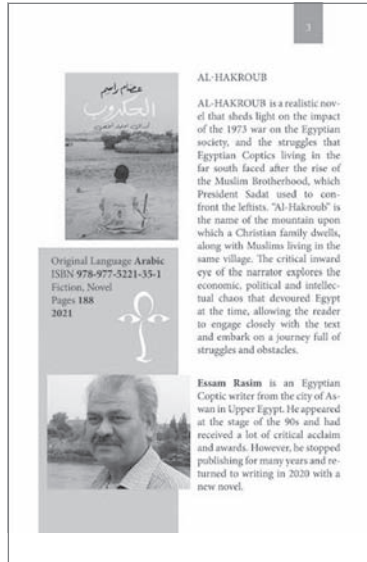 3
عصام راسم
الحكروب
AL-HAKROUB
AL-HAKROUB is a realistic nov-
el that sheds light on the impact
of the 1973 war on the Egyptian
society, and the struggles that
Egyptian Coptics living in the
far south faced after the rise of
the Muslim Brotherhood, which
President Sadat used to con-
front the leftists. "Al-Hakroub" is
the name of the mountain upon
which a Christian family dwells,
along with Muslims living in the
same village. The critical inward
eye of the narrator explores the
economic, political and intellec-
tual chaos that devoured Egypt
at the time, allowing the reader
to engage closely with the text
and embark on a journey full of
struggles and obstacles.
Original Language Arabic
ISBN 978-977-5221-35-1
Fiction, Novel
Pages 188
2021
Essam Rasim is an Egyptian
Coptic writer from the city of As-
wan in Upper Egypt. He appeared
at the stage of the 90s and had
received a lot of critical acclaim
and awards. However, he stopped
publishing for many years and re-
turned to writing in 2020 with a
new novel.